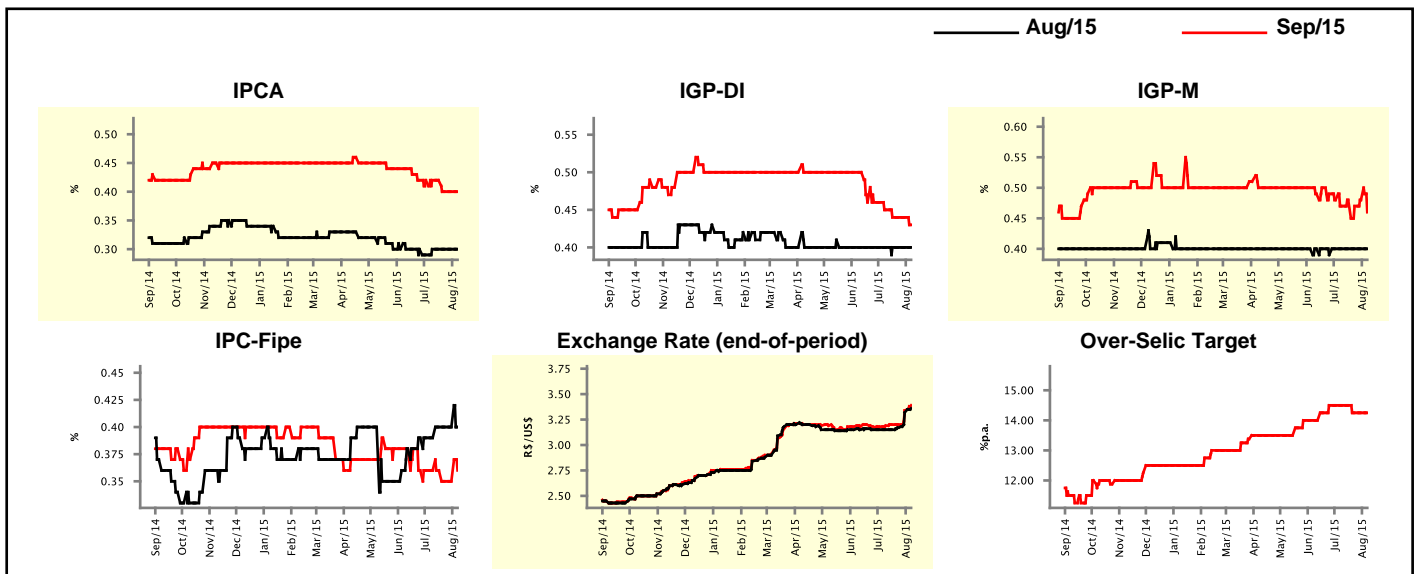 Aug/15
Sep/15
IPCA
%
0.50
0.45
0.40
0.35
0.30
Sep/14
Oct/14
Nov/14
Dec/14
Jan/15
Feb/15
Mar/15
Apr/15
May/15
Jun/15
Jul/15
Aug/15
IGP-DI
%
0.55
0.50
0.45
0.40
Sep/14
Oct/14
Nov/14
Dec/14
Jan/15
Feb/15
Mar/15
Apr/15
May/15
Jun/15
Jul/15
Aug/15
IGP-M
%
0.60
0.55
0.50
0.45
0.40
Sep/14
Oct/14
Nov/14
Dec/14
Jan/15
Feb/15
Mar/15
Apr/15
May/15
Jun/15
Jul/15
Aug/15
IPC-Fipe
%
0.45
0.425
0.40
0.375
0.35
Sep/14
Oct/14
Nov/14
Dec/14
Jan/15
Feb/15
Mar/15
Apr/15
May/15
Jun/15
Jul/15
Aug/15
Exchange Rate (end-of-period)
R$/US$
3.75
3.50
3.25
3.00
2.75
2.50
Sep/14
Oct/14
Nov/14
Dec/14
Jan/15
Feb/15
Mar/15
Apr/15
May/15
Jun/15
Jul/15
Aug/15
Over-Selic Target
%p.a.
15.00
14.00
13.00
12.00
Sep/14
Oct/14
Nov/14
Dec/14
Jan/15
Feb/15
Mar/15
Apr/15
May/15
Jun/15
Jul/15
Aug/15